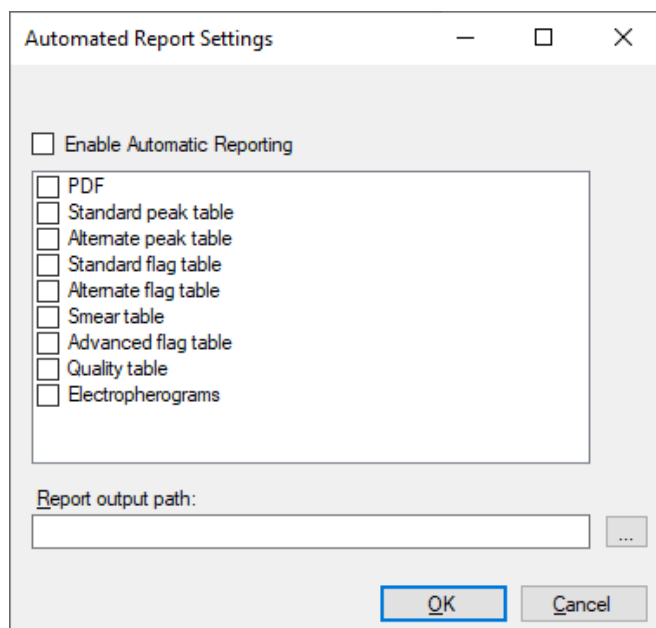 Automated Report Settings
Enable Automatic Reporting
PDF
Standard peak table
Alternate peak table
Standard flag table
Alternate flag table
Smear table
Advanced flag table
Quality table
Electropherograms
Report output path:
...
OK Cancel